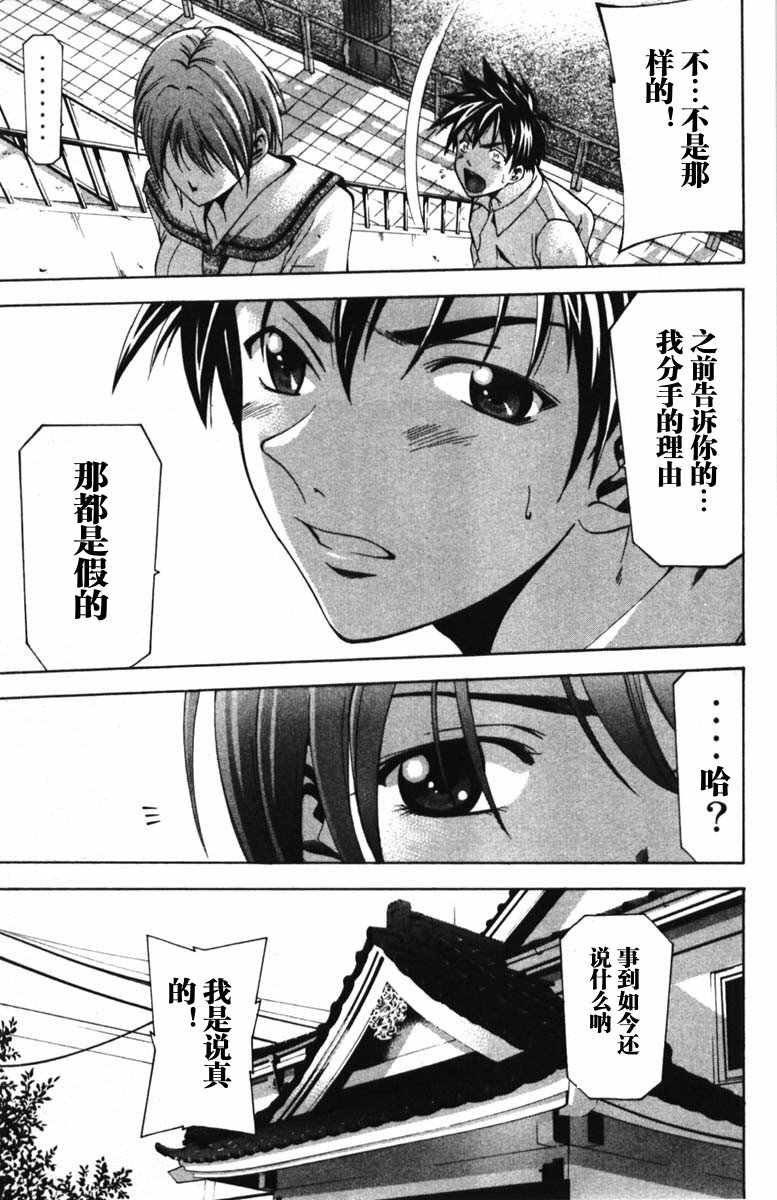 不…不是那
样的！
……
之前告诉你的…
我分手的理由
那都是假的
……哈？
事到如今还
说什么呐
我是说真
的！